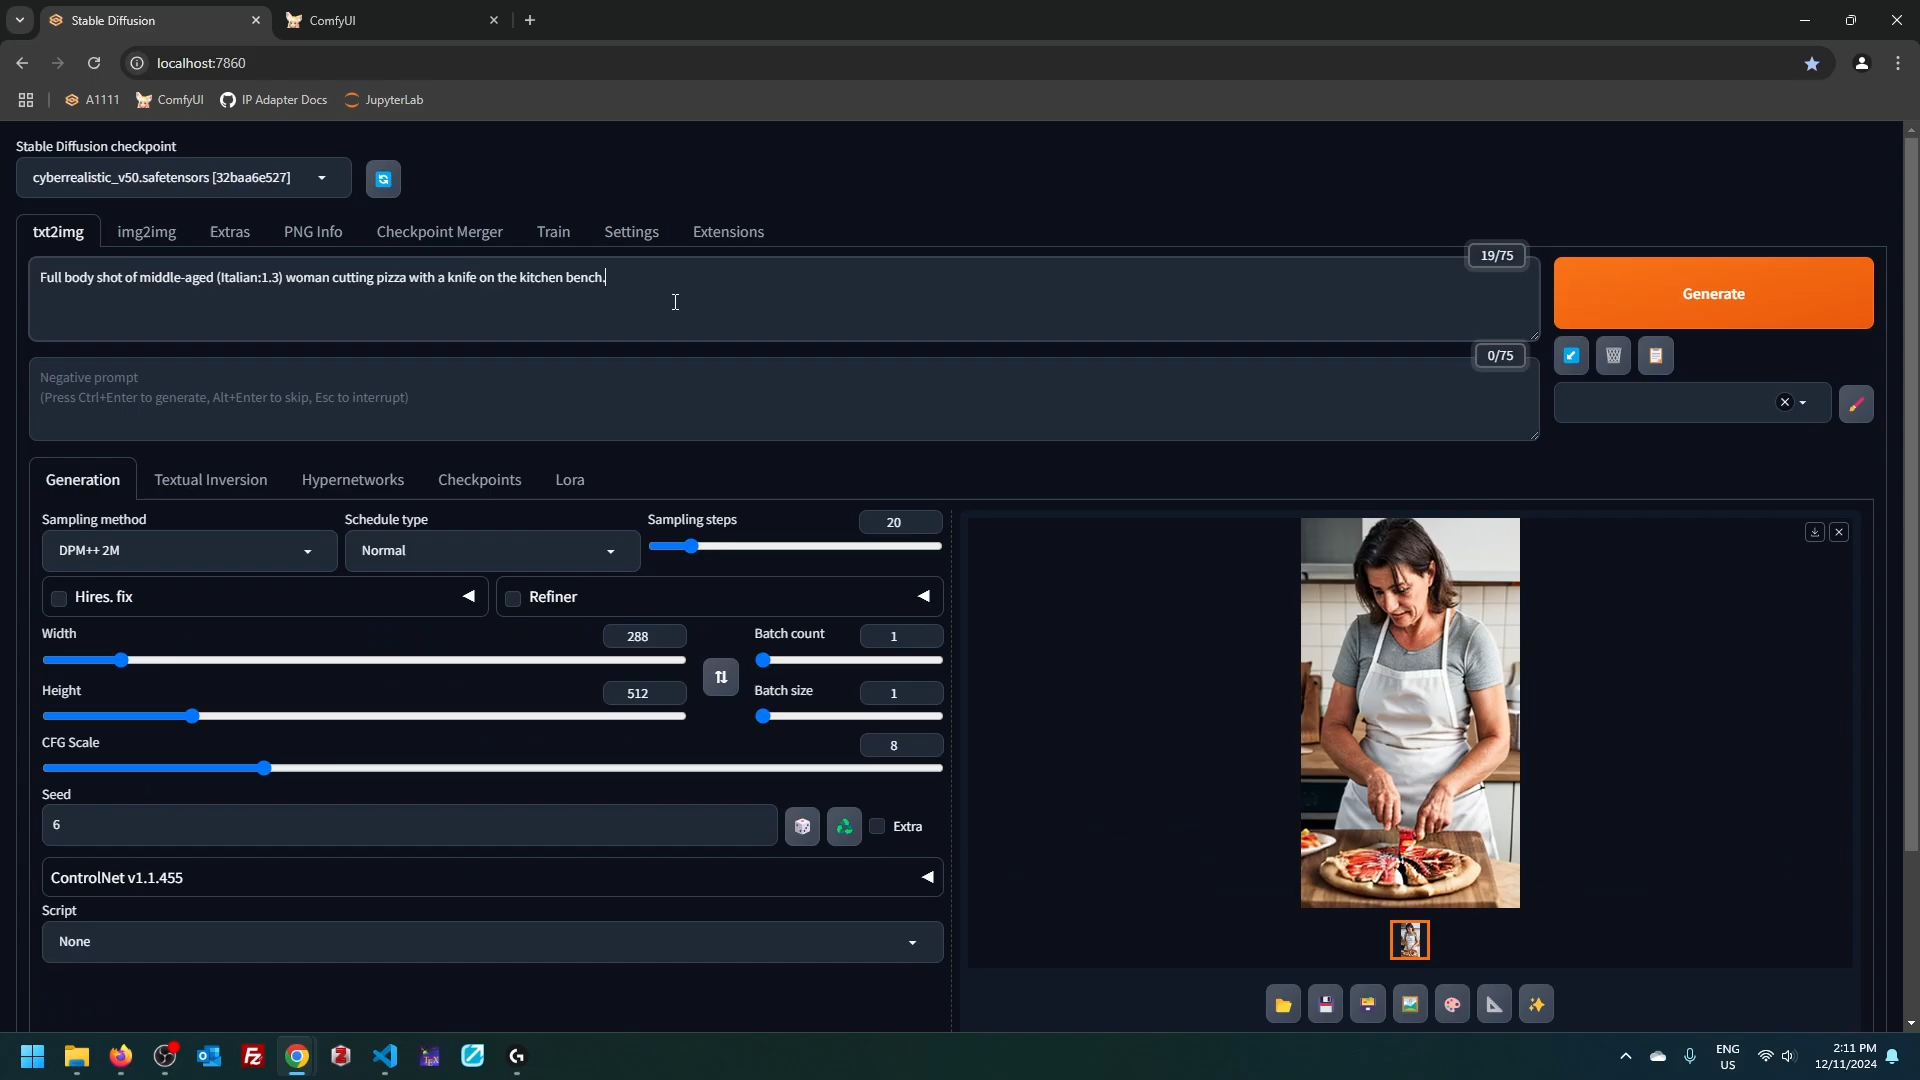 Stable Diffusion
ComfyUI
localhost:7860
A1111
ComfyUI
IP Adapter Docs
JupyterLab
Stable Diffusion checkpoint
cyberrealistic_v50.safetensors [32baa6e527]
txt2img
img2img
Extras
PNG Info
Checkpoint Merger
Train
Settings
Extensions
19/75
Full body shot of middle-aged (Italian:1.3) woman cutting pizza with a knife on the kitchen bench.
Generate
0/75
Negative prompt
(Press Ctrl+Enter to generate, Alt+Enter to skip, Esc to interrupt)
Generation
Textual Inversion
Hypernetworks
Checkpoints
Lora
Sampling method
Schedule type
Sampling steps
20
DPM++ 2M
Normal
Hires. fix
Refiner
Width
288
Batch count
1
Height
512
Batch size
1
CFG Scale
8
Seed
6
Extra
ControlNet v1.1.455
Script
None
ENG
US
2:11 PM
12/11/2024